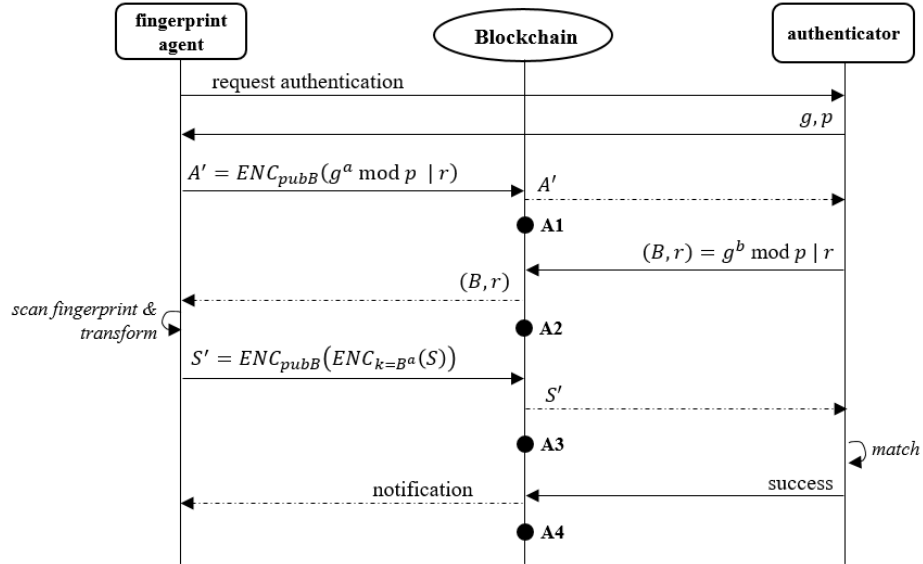 fingerprint
agent
Blockchain
authenticator
request authentication
g, p
A′ = ENC_pubB(g^a mod p | r)
A′
A1
(B, r) = g^b mod p | r
(B, r)
scan fingerprint &
transform
A2
S′ = ENC_pubB(ENC_k=B^a(S))
S′
A3
match
success
notification
A4